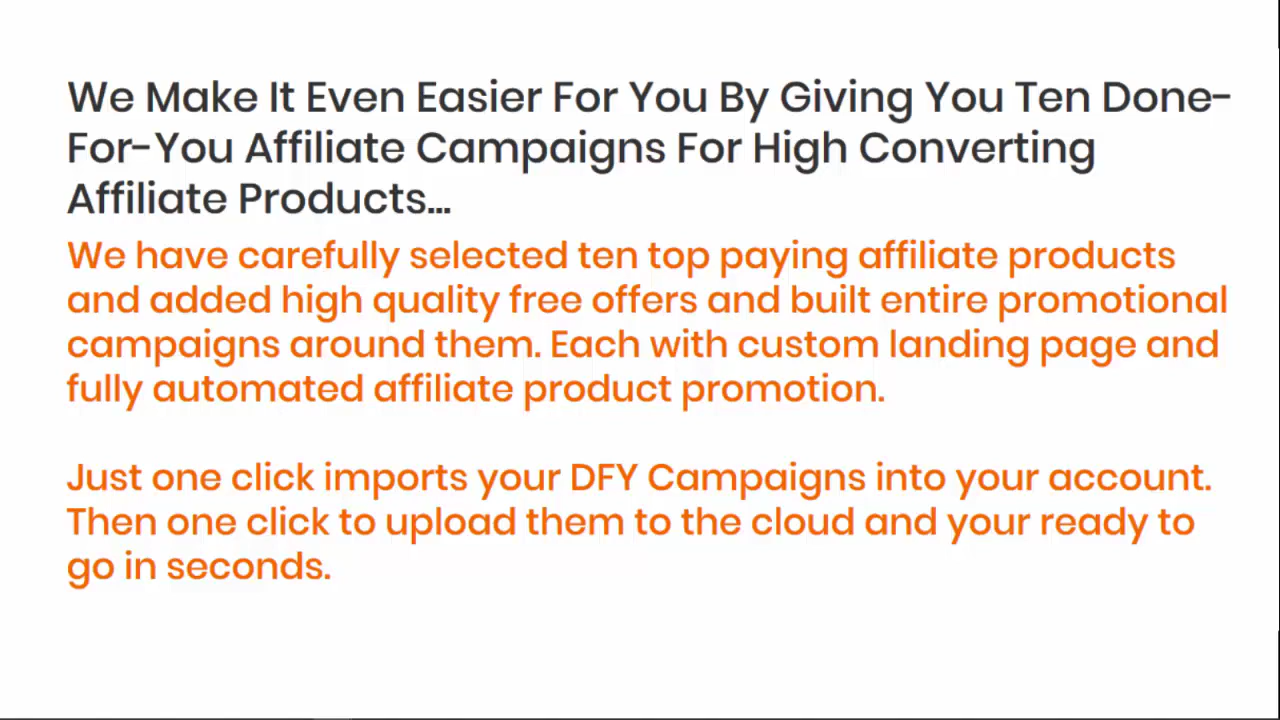 We Make It Even Easier For You By Giving You Ten Done-
For-You Affiliate Campaigns For High Converting
Affiliate Products...
We have carefully selected ten top paying affiliate products
and added high quality free offers and built entire promotional
campaigns around them. Each with custom landing page and
fully automated affiliate product promotion.
Just one click imports your DFY Campaigns into your account.
Then one click to upload them to the cloud and your ready to
go in seconds.